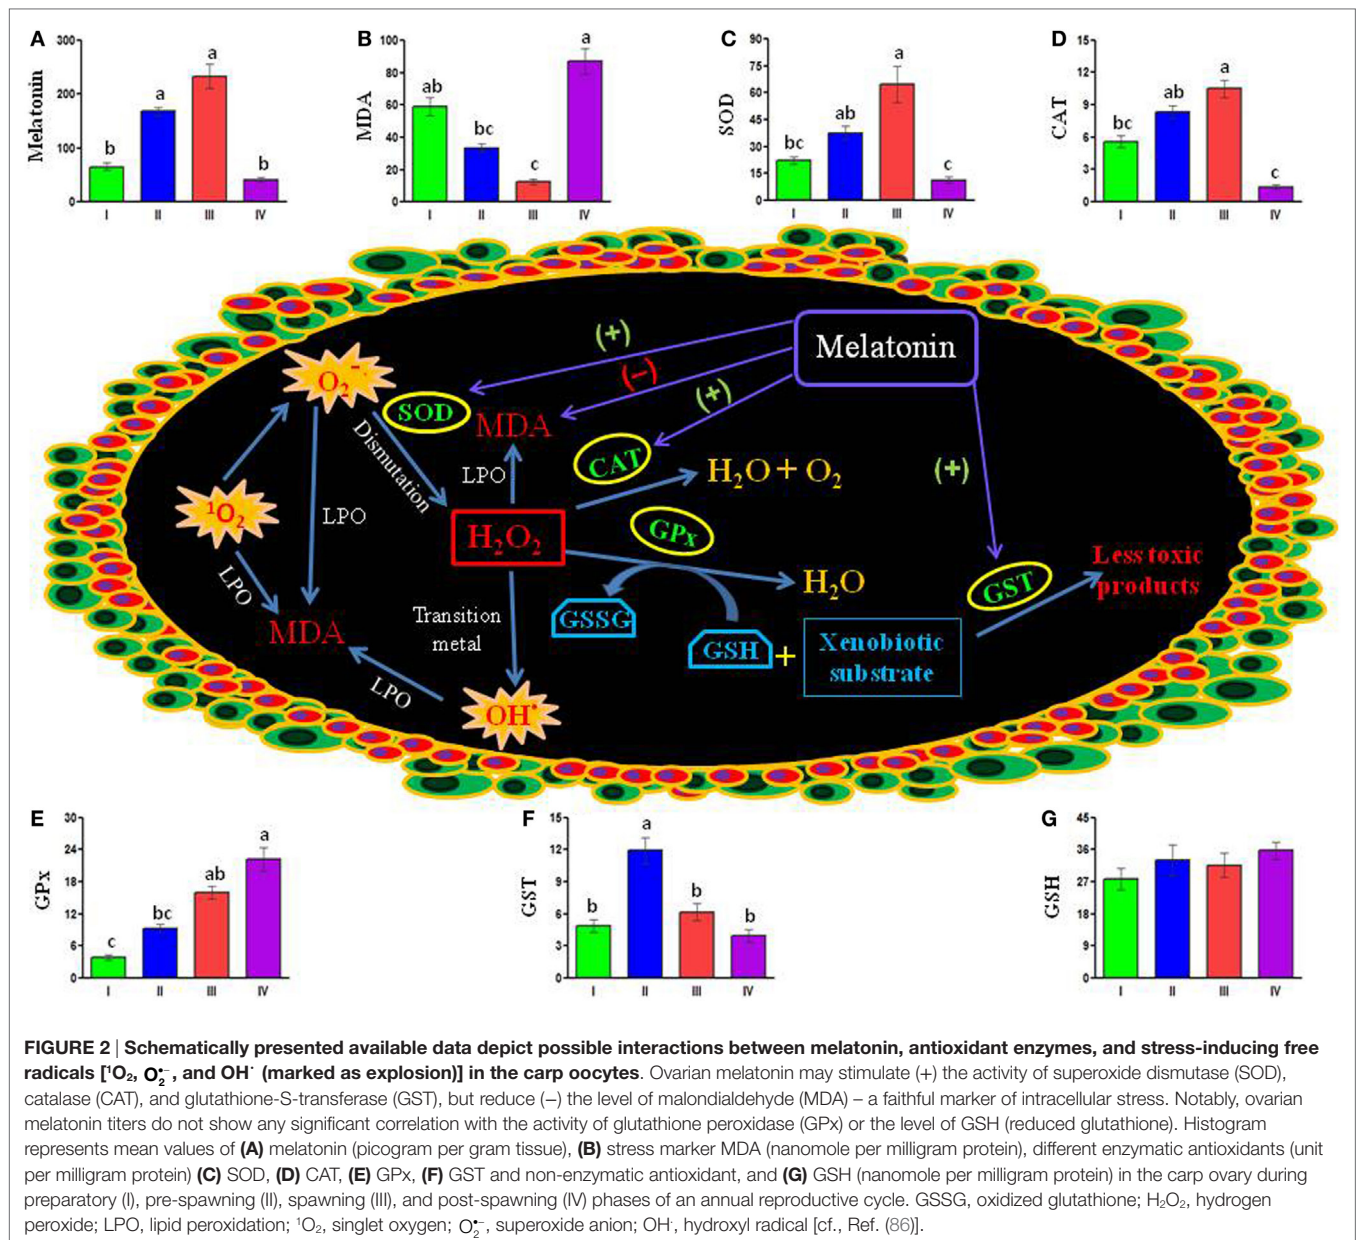 A
B
C
D
300
200
100
0
Melatonin
b
a
a
b
I II III IV
100
80
60
40
20
0
MDA
ab
bc
c
a
I II III IV
90
75
60
45
30
15
0
SOD
bc
ab
a
c
I II III IV
15
12
9
6
3
0
CAT
bc
ab
a
c
I II III IV
Melatonin
(+)
(−)
(+)
(+)
O₂⁻·
SOD
MDA
CAT
Dismutation
LPO
H₂O + O₂
¹O₂
LPO
H₂O₂
GPx
LPO
H₂O
GST
Less toxic
products
MDA
Transition
metal
GSSG
GSH + Xenobiotic
substrate
LPO
OH·
E
F
G
30
24
18
12
6
0
GPx
c
bc
ab
a
I II III IV
15
12
9
6
3
0
GST
b
a
b
b
I II III IV
45
36
27
18
9
0
GSH
I II III IV
FIGURE 2 | Schematically presented available data depict possible interactions between melatonin, antioxidant enzymes, and stress-inducing free
radicals [¹O₂, O₂•−, and OH· (marked as explosion)] in the carp oocytes. Ovarian melatonin may stimulate (+) the activity of superoxide dismutase (SOD),
catalase (CAT), and glutathione-S-transferase (GST), but reduce (−) the level of malondialdehyde (MDA) – a faithful marker of intracellular stress. Notably, ovarian
melatonin titers do not show any significant correlation with the activity of glutathione peroxidase (GPx) or the level of GSH (reduced glutathione). Histogram
represents mean values of (A) melatonin (picogram per gram tissue), (B) stress marker MDA (nanomole per milligram protein), different enzymatic antioxidants (unit
per milligram protein) (C) SOD, (D) CAT, (E) GPx, (F) GST and non-enzymatic antioxidant, and (G) GSH (nanomole per milligram protein) in the carp ovary during
preparatory (I), pre-spawning (II), spawning (III), and post-spawning (IV) phases of an annual reproductive cycle. GSSG, oxidized glutathione; H₂O₂, hydrogen
peroxide; LPO, lipid peroxidation; ¹O₂, singlet oxygen; O₂•−, superoxide anion; OH·, hydroxyl radical [cf., Ref. (86)].